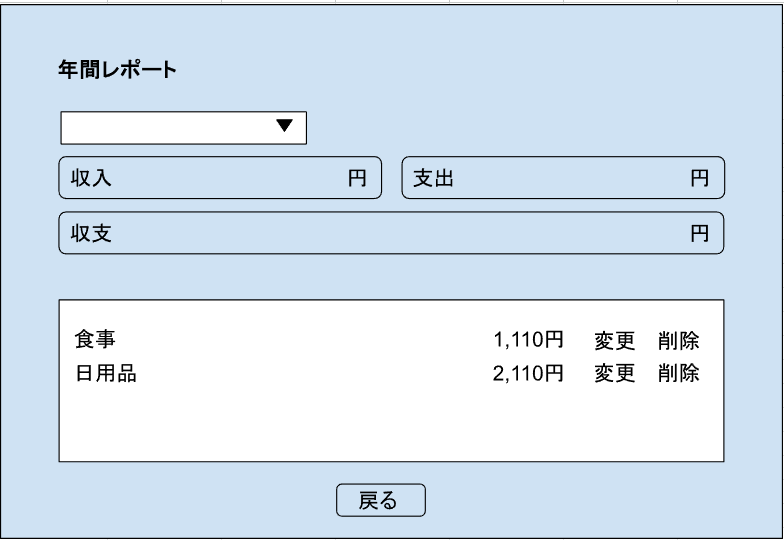 年間レポート
▼
収入 円 支出 円
収支 円
食事 1,110円 変更 削除
日用品 2,110円 変更 削除
戻る